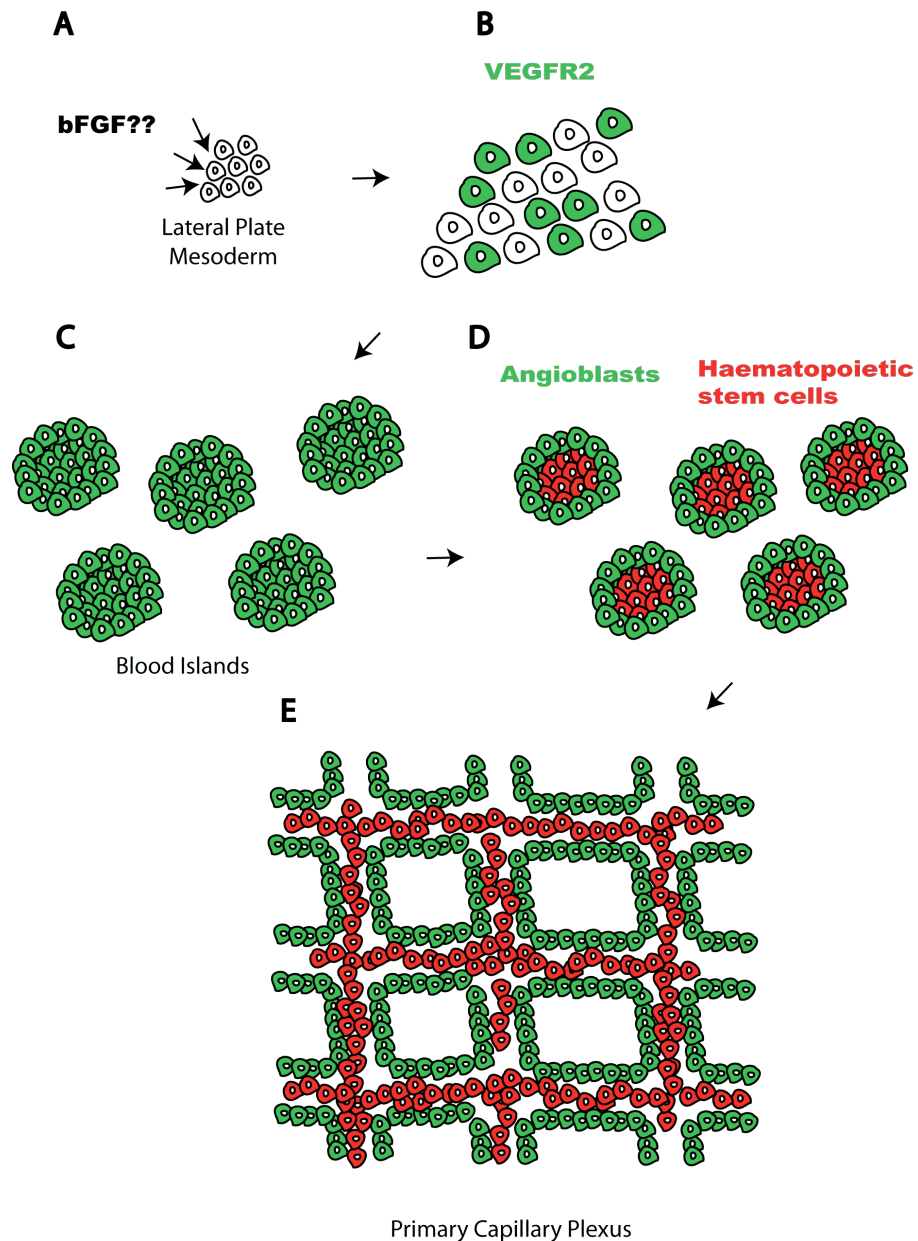 A
B
VEGFR2
bFGF??
Lateral Plate
Mesoderm
C
D
Angioblasts
Haematopoietic
stem cells
Blood Islands
E
Primary Capillary Plexus